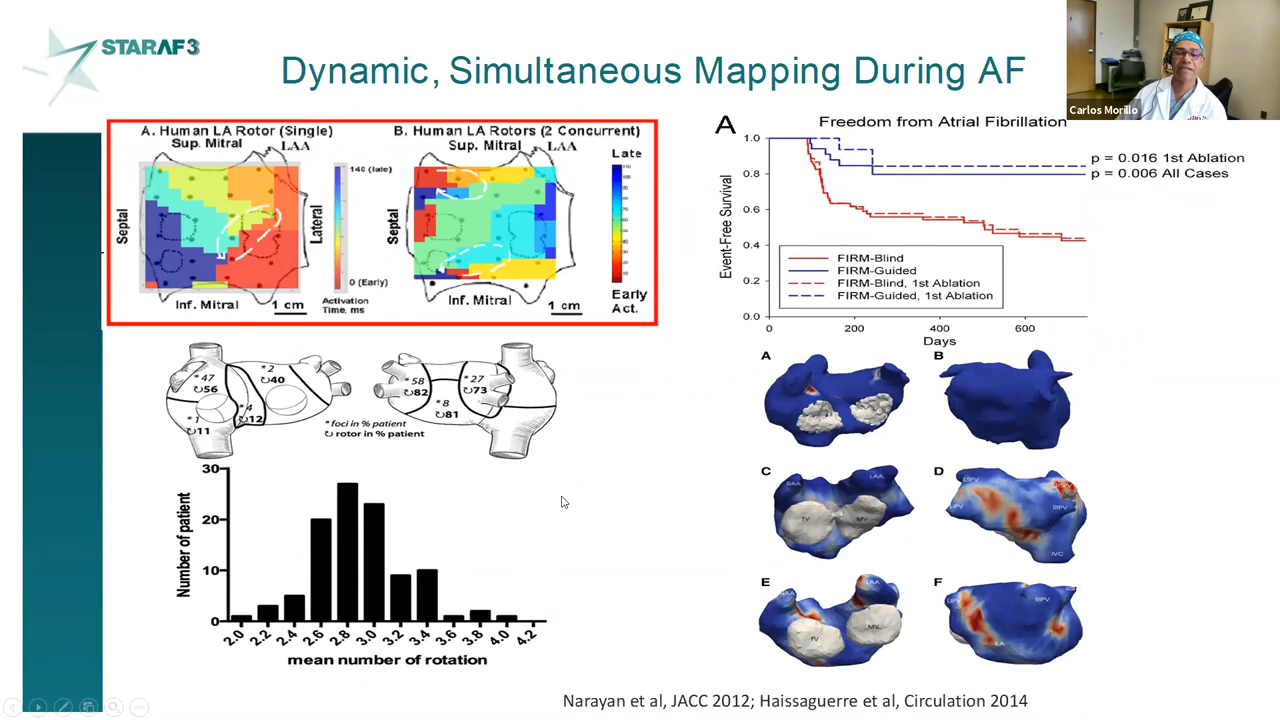 STARAF3
Dynamic, Simultaneous Mapping During AF
Carlos Morillo
A. Human LA Rotor (Single)
Sup. Mitral
LAA
Septal
Lateral
140 (late)
0 (Early)
Activation
Time, ms
Inf. Mitral
1 cm
B. Human LA Rotors (2 Concurrent)
Sup. Mitral
LAA
Septal
Late
Early
Act.
Inf. Mitral
1 cm
A
Freedom from Atrial Fibrillation
Event-Free Survival
1.0
0.8
0.6
0.4
0.2
0.0
p = 0.016 1st Ablation
p = 0.006 All Cases
FIRM-Blind
FIRM-Guided
FIRM-Blind, 1st Ablation
FIRM-Guided, 1st Ablation
0 200 400 600
Days
*47
↻56
*2
↻40
*4
↻12
*1
↻11
*58
↻82
*27
↻73
*8
↻81
*foci in % patient
↻ rotor in % patient
Number of patient
30
20
10
0
2.0 2.2 2.4 2.6 2.8 3.0 3.2 3.4 3.6 3.8 4.0 4.2
mean number of rotation
A
B
C
RAA
LAA
TV
MV
D
LSPV
LIPV
RSPV
RIPV
IVC
E
RAA
LAA
TV
MV
F
LIPV
RIPV
ILA
Narayan et al, JACC 2012; Haissaguerre et al, Circulation 2014